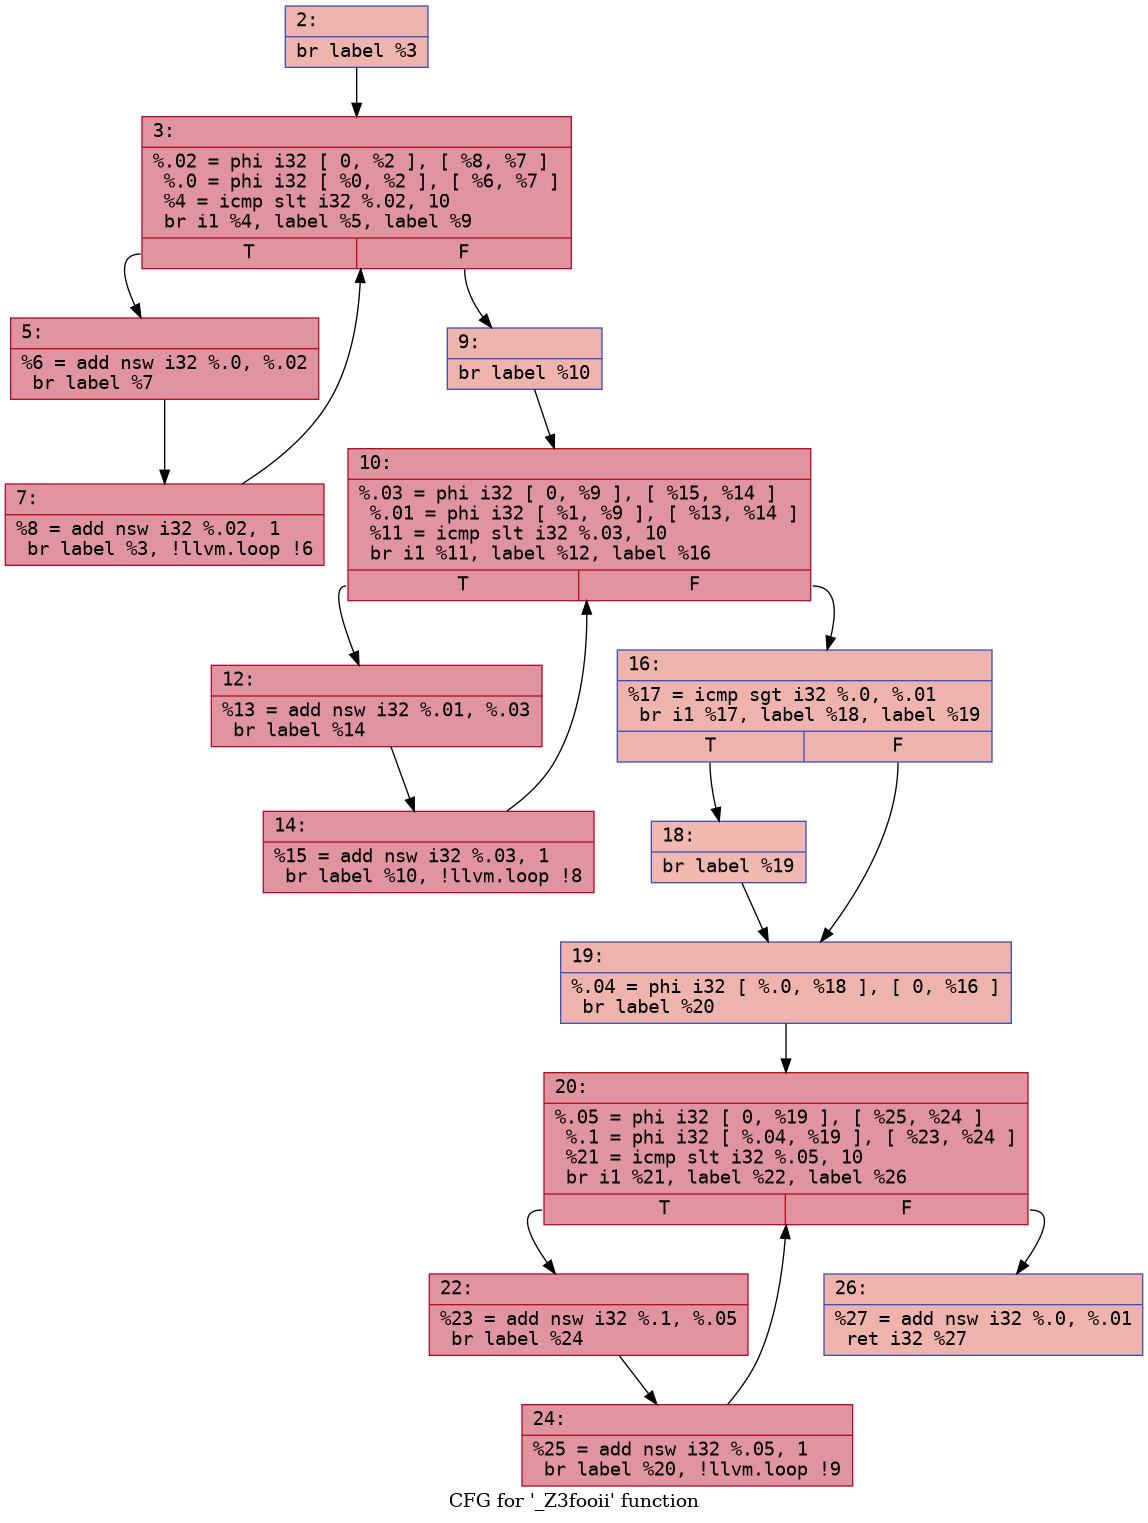 2:
br label %3
3:
%.02 = phi i32 [ 0, %2 ], [ %8, %7 ]
%.0 = phi i32 [ %0, %2 ], [ %6, %7 ]
%4 = icmp slt i32 %.02, 10
br i1 %4, label %5, label %9
T F
5:
%6 = add nsw i32 %.0, %.02
br label %7
9:
br label %10
7:
%8 = add nsw i32 %.02, 1
br label %3, !llvm.loop !6
10:
%.03 = phi i32 [ 0, %9 ], [ %15, %14 ]
%.01 = phi i32 [ %1, %9 ], [ %13, %14 ]
%11 = icmp slt i32 %.03, 10
br i1 %11, label %12, label %16
T F
12:
%13 = add nsw i32 %.01, %.03
br label %14
16:
%17 = icmp sgt i32 %.0, %.01
br i1 %17, label %18, label %19
T F
14:
%15 = add nsw i32 %.03, 1
br label %10, !llvm.loop !8
18:
br label %19
19:
%.04 = phi i32 [ %.0, %18 ], [ 0, %16 ]
br label %20
20:
%.05 = phi i32 [ 0, %19 ], [ %25, %24 ]
%.1 = phi i32 [ %.04, %19 ], [ %23, %24 ]
%21 = icmp slt i32 %.05, 10
br i1 %21, label %22, label %26
T F
22:
%23 = add nsw i32 %.1, %.05
br label %24
26:
%27 = add nsw i32 %.0, %.01
ret i32 %27
24:
%25 = add nsw i32 %.05, 1
br label %20, !llvm.loop !9
CFG for '_Z3fooii' function